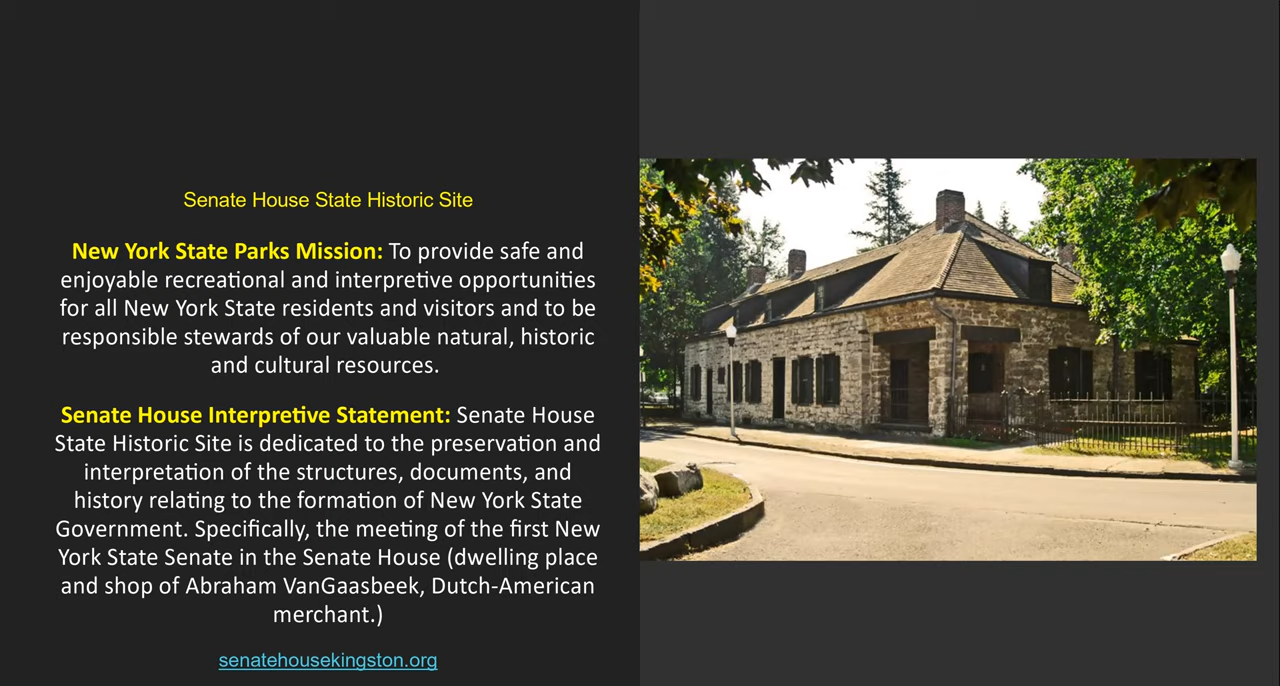 Senate House State Historic Site
New York State Parks Mission: To provide safe and
enjoyable recreational and interpretive opportunities
for all New York State residents and visitors and to be
responsible stewards of our valuable natural, historic
and cultural resources.
Senate House Interpretive Statement: Senate House
State Historic Site is dedicated to the preservation and
interpretation of the structures, documents, and
history relating to the formation of New York State
Government. Specifically, the meeting of the first New
York State Senate in the Senate House (dwelling place
and shop of Abraham VanGaasbeek, Dutch-American
merchant.)
senatehousekingston.org